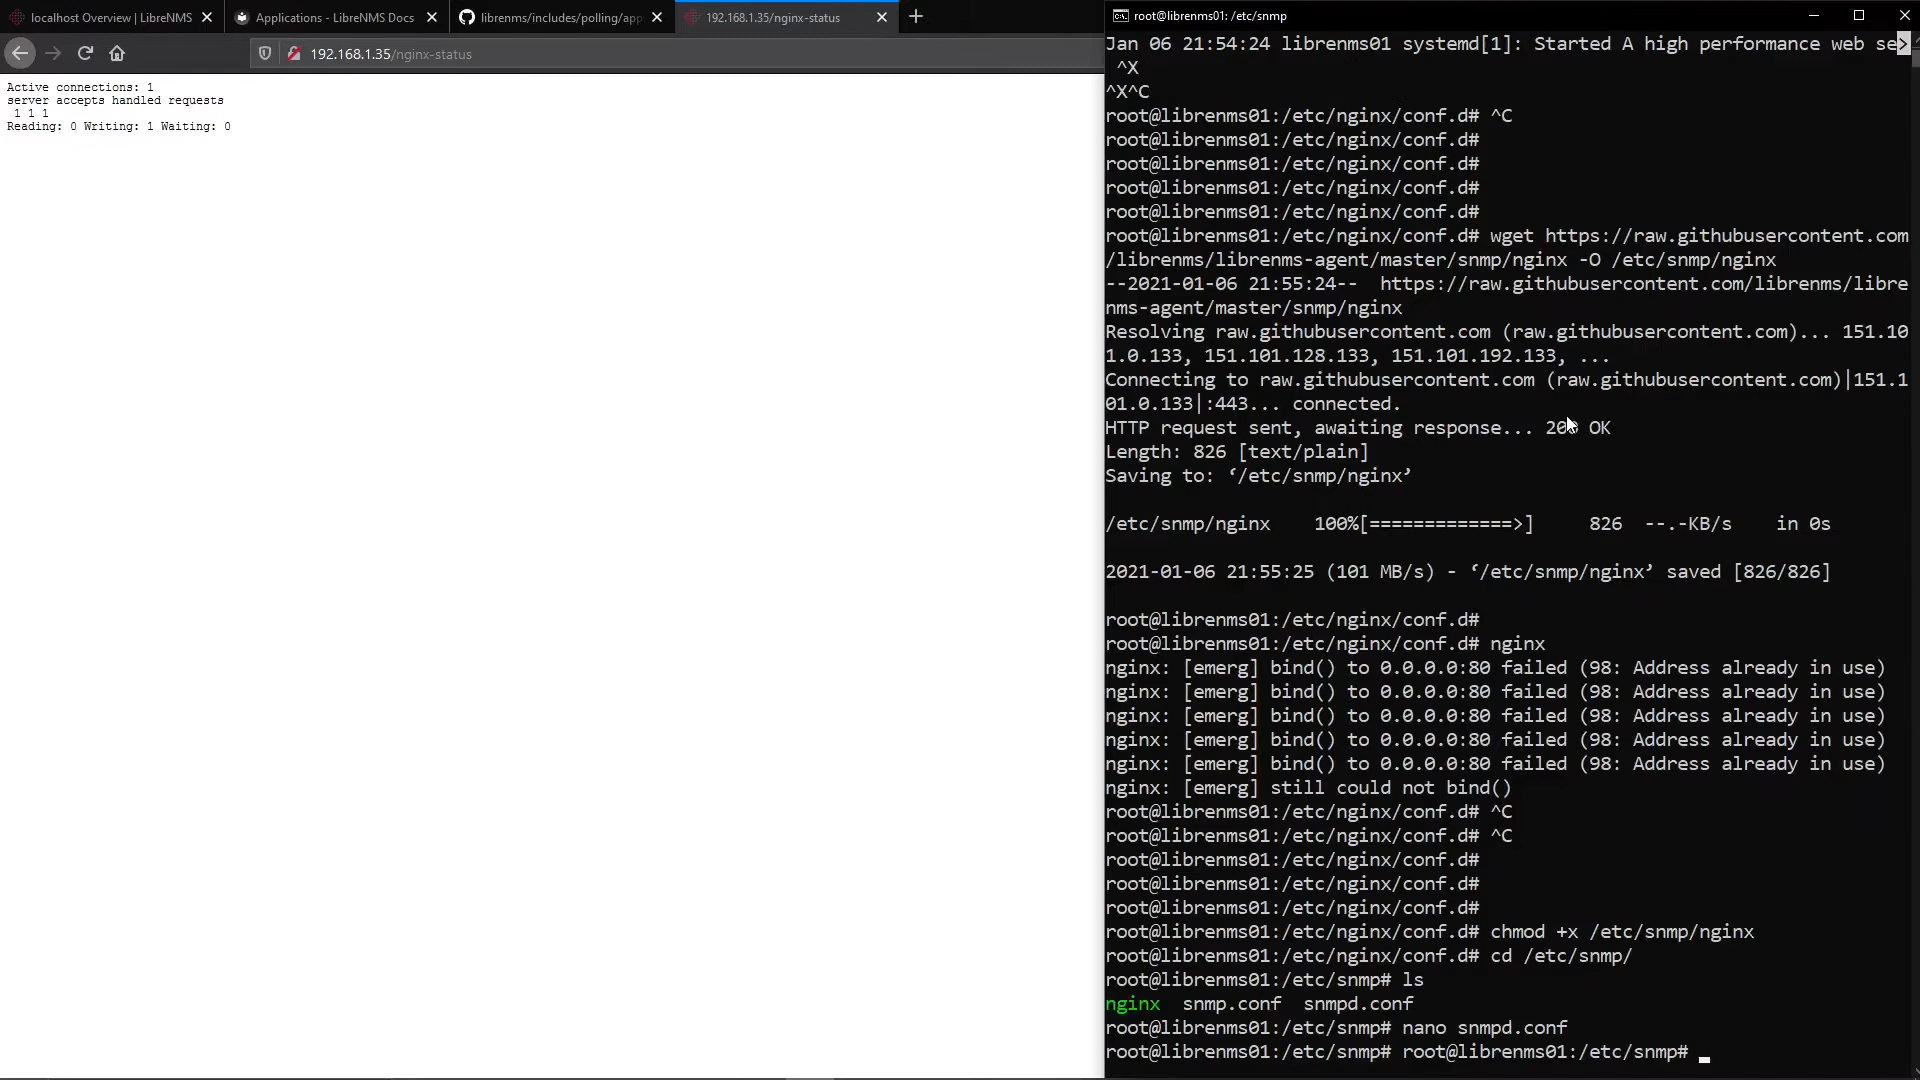 localhost Overview | LibreNMS
Applications - LibreNMS Docs
librenms/includes/polling/app
192.168.1.35/nginx-status
192.168.1.35/nginx-status
Active connections: 1
server accepts handled requests
1 1 1
Reading: 0 Writing: 1 Waiting: 0
root@librenms01: /etc/snmp
Jan 06 21:54:24 librenms01 systemd[1]: Started A high performance web se>
^X
^X^C
root@librenms01:/etc/nginx/conf.d# ^C
root@librenms01:/etc/nginx/conf.d#
root@librenms01:/etc/nginx/conf.d#
root@librenms01:/etc/nginx/conf.d#
root@librenms01:/etc/nginx/conf.d#
root@librenms01:/etc/nginx/conf.d# wget https://raw.githubusercontent.com
/librenms/librenms-agent/master/snmp/nginx -O /etc/snmp/nginx
--2021-01-06 21:55:24--  https://raw.githubusercontent.com/librenms/libre
nms-agent/master/snmp/nginx
Resolving raw.githubusercontent.com (raw.githubusercontent.com)... 151.10
1.0.133, 151.101.128.133, 151.101.192.133, ...
Connecting to raw.githubusercontent.com (raw.githubusercontent.com)|151.1
01.0.133|:443... connected.
HTTP request sent, awaiting response... 200 OK
Length: 826 [text/plain]
Saving to: ‘/etc/snmp/nginx’
/etc/snmp/nginx    100%[=============>]     826  --.-KB/s    in 0s
2021-01-06 21:55:25 (101 MB/s) - ‘/etc/snmp/nginx’ saved [826/826]
root@librenms01:/etc/nginx/conf.d#
root@librenms01:/etc/nginx/conf.d# nginx
nginx: [emerg] bind() to 0.0.0.0:80 failed (98: Address already in use)
nginx: [emerg] bind() to 0.0.0.0:80 failed (98: Address already in use)
nginx: [emerg] bind() to 0.0.0.0:80 failed (98: Address already in use)
nginx: [emerg] bind() to 0.0.0.0:80 failed (98: Address already in use)
nginx: [emerg] bind() to 0.0.0.0:80 failed (98: Address already in use)
nginx: [emerg] still could not bind()
root@librenms01:/etc/nginx/conf.d# ^C
root@librenms01:/etc/nginx/conf.d# ^C
root@librenms01:/etc/nginx/conf.d#
root@librenms01:/etc/nginx/conf.d#
root@librenms01:/etc/nginx/conf.d#
root@librenms01:/etc/nginx/conf.d# chmod +x /etc/snmp/nginx
root@librenms01:/etc/nginx/conf.d# cd /etc/snmp/
root@librenms01:/etc/snmp# ls
nginx  snmp.conf  snmpd.conf
root@librenms01:/etc/snmp# nano snmpd.conf
root@librenms01:/etc/snmp# root@librenms01:/etc/snmp# _